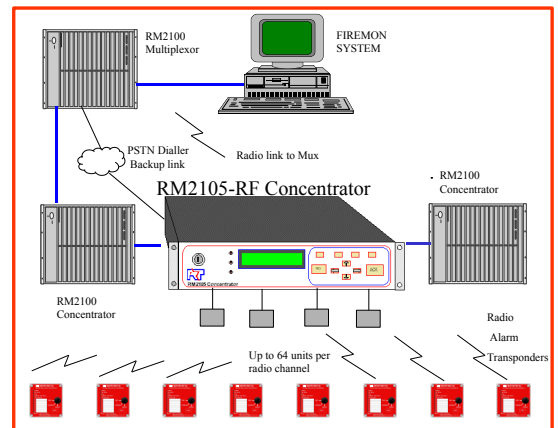 RM2100
Multiplexor
FIREMON
SYSTEM
PSTN Dialler
Backup link
Radio link to Mux
RM2105-RF Concentrator
. RM2100
Concentrator
RM2105 Concentrator
ACK
RM2100
Concentrator
Radio
Alarm
Transponders
Up to 64 units per
radio channel